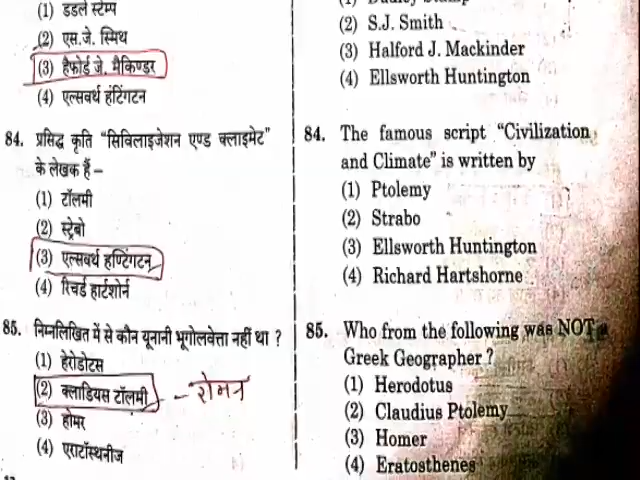 (1) डडले स्टेम्प
(2) एस.जे. स्मिथ
(3) हैफोर्ड जे. मैकिण्डर
(4) एल्सवर्थ हंटिंगटन
84. प्रसिद्ध कृति “सिविलाइजेशन एण्ड क्लाइमेट”
के लेखक हैं –
(1) टॉलमी
(2) स्ट्रेबो
(3) एल्सवर्थ हण्टिंगटन
(4) रिचर्ड हार्टशोर्न
85. निम्नलिखित में से कौन यूनानी भूगोलवेत्ता नहीं था ?
(1) हेरोडोटस
(2) क्लाडियस टॉलमी – रोमन
(3) होमर
(4) एराटॉस्थनीज
(1) Dudley Stamp
(2) S.J. Smith
(3) Halford J. Mackinder
(4) Ellsworth Huntington
84. The famous script “Civilization
and Climate” is written by
(1) Ptolemy
(2) Strabo
(3) Ellsworth Huntington
(4) Richard Hartshorne
85. Who from the following was NOT a
Greek Geographer ?
(1) Herodotus
(2) Claudius Ptolemy
(3) Homer
(4) Eratosthenes